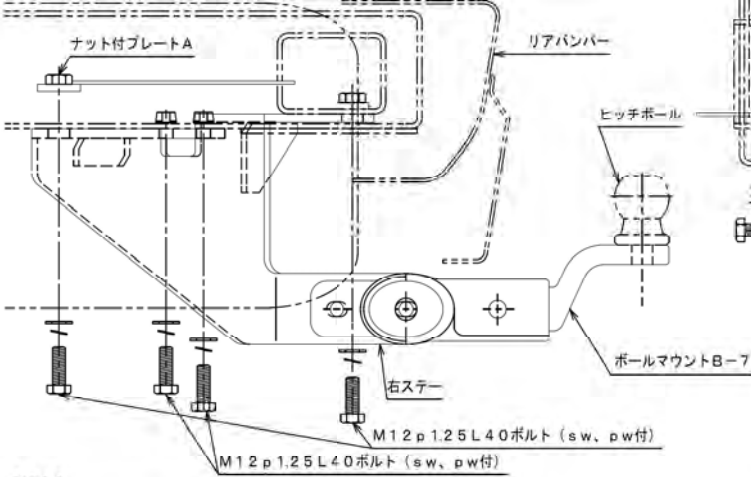 ナット付プレートA
リアバンパー
ヒッチボール
ボールマウントB－7
右ステー
M12p1.25L40ボルト（sw、pw付）
M12p1.25L40ボルト（sw、pw付）